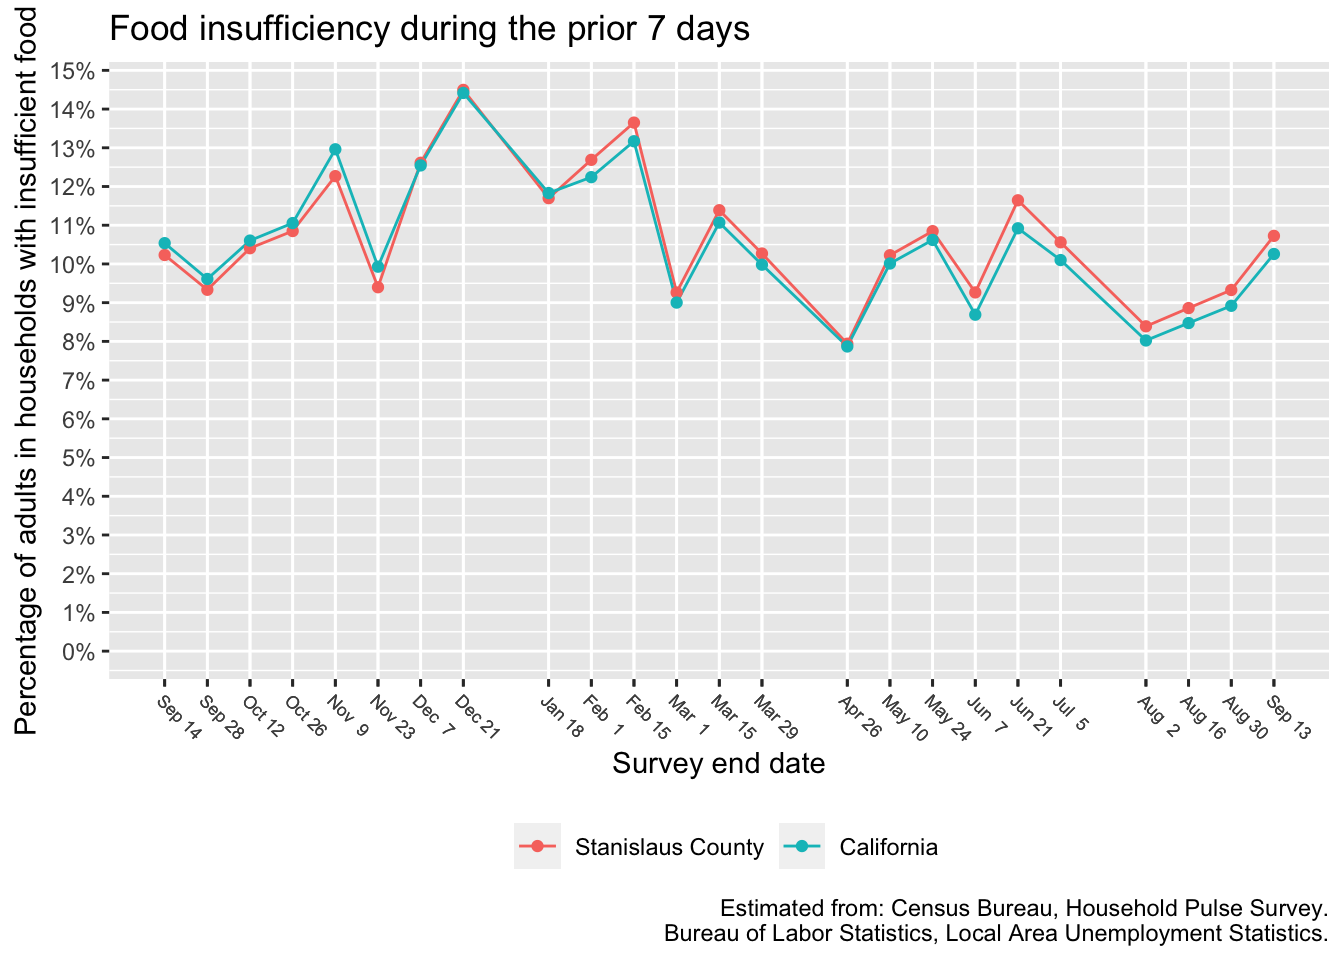 Food insufficiency during the prior 7 days
Percentage of adults in households with insufficient food
15%
14%
13%
12%
11%
10%
9%
8%
7%
6%
5%
4%
3%
2%
1%
0%
Sep 14 Sep 28 Oct 12 Oct 26 Nov 9 Nov 23 Dec 7 Dec 21 Jan 18 Feb 1 Feb 15 Mar 1 Mar 15 Mar 29 Apr 26 May 10 May 24 Jun 7 Jun 21 Jul 5 Aug 2 Aug 16 Aug 30 Sep 13
Survey end date
Stanislaus County California
Estimated from: Census Bureau, Household Pulse Survey.
Bureau of Labor Statistics, Local Area Unemployment Statistics.